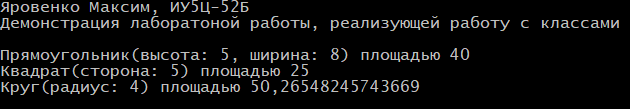 Яровенко Максим, ИУ5Ц-52Б
Демонстрация лаборатоной работы, реализующей работу с классами
Прямоугольник(высота: 5, ширина: 8) площадью 40
Квадрат(сторона: 5) площадью 25
Круг(радиус: 4) площадью 50,26548245743669